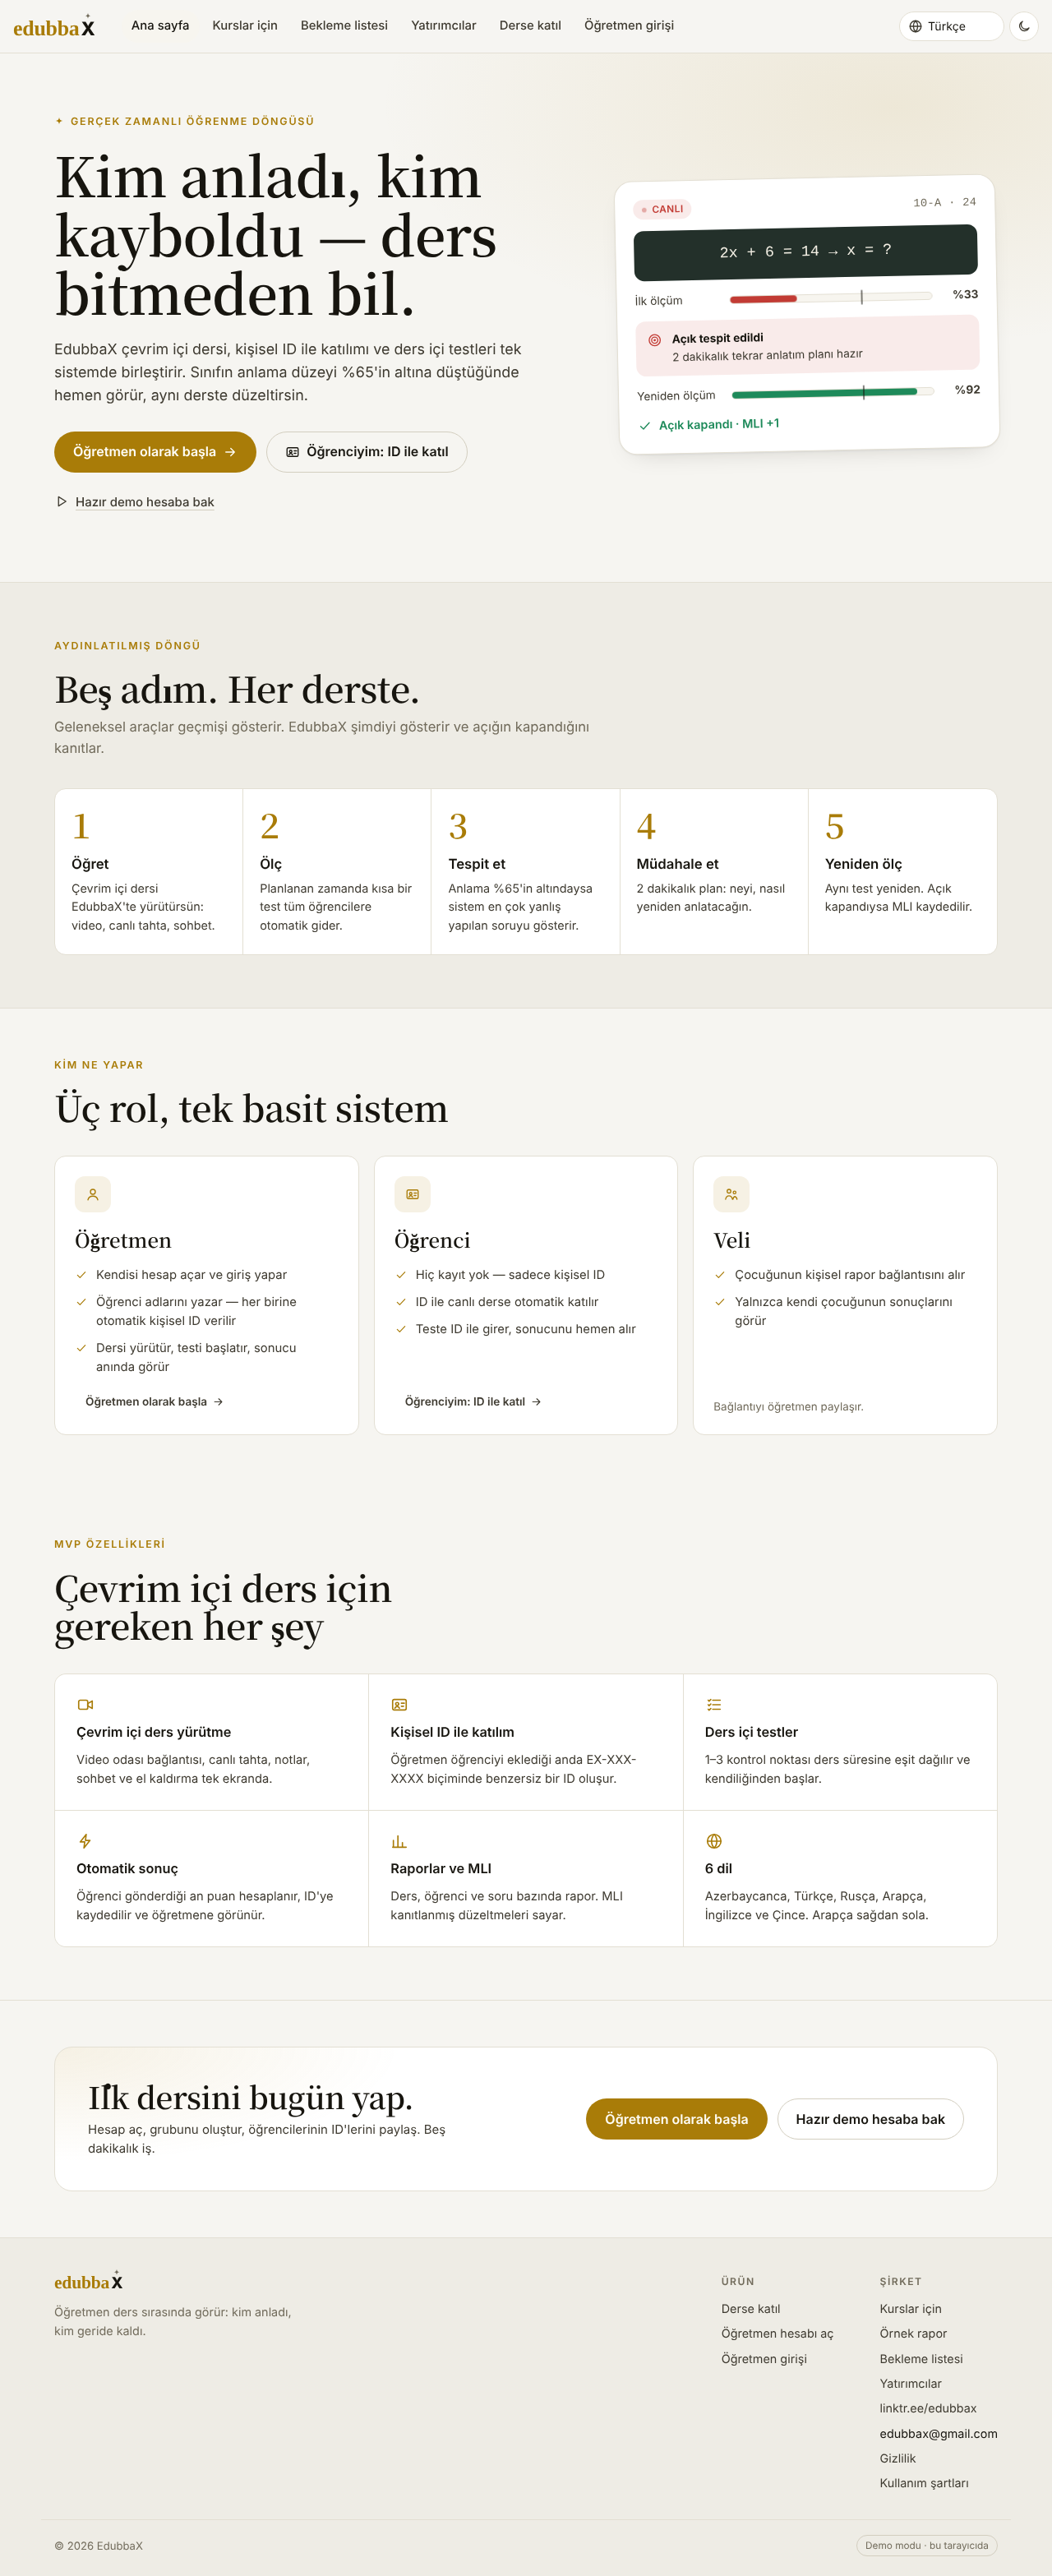 edubbaX
Ana sayfa
Kurslar için
Bekleme listesi
Yatırımcılar
Derse katıl
Öğretmen girişi
Türkçe
GERÇEK ZAMANLI ÖĞRENME DÖNGÜSÜ
Kim anladı, kim
kayboldu — ders
bitmeden bil.
EdubbaX çevrim içi dersi, kişisel ID ile katılımı ve ders içi testleri tek
sistemde birleştirir. Sınıfın anlama düzeyi %65'in altına düştüğünde
hemen görür, aynı derste düzeltirsin.
Öğretmen olarak başla →
Öğrenciyim: ID ile katıl
Hazır demo hesaba bak
CANLI
10-A · 24
2x + 6 = 14 → x = ?
İlk ölçüm
%33
Açık tespit edildi
2 dakikalık tekrar anlatım planı hazır
Yeniden ölçüm
%92
Açık kapandı · MLI +1
AYDINLATILMIŞ DÖNGÜ
Beş adım. Her derste.
Geleneksel araçlar geçmişi gösterir. EdubbaX şimdiyi gösterir ve açığın kapandığını
kanıtlar.
1
Öğret
Çevrim içi dersi
EdubbaX'te yürütürsün:
video, canlı tahta, sohbet.
2
Ölç
Planlanan zamanda kısa bir
test tüm öğrencilere
otomatik gider.
3
Tespit et
Anlama %65'in altındaysa
sistem en çok yanlış
yapılan soruyu gösterir.
4
Müdahale et
2 dakikalık plan: neyi, nasıl
yeniden anlatacağın.
5
Yeniden ölç
Aynı test yeniden. Açık
kapandıysa MLI kaydedilir.
KİM NE YAPAR
Üç rol, tek basit sistem
Öğretmen
Kendisi hesap açar ve giriş yapar
Öğrenci adlarını yazar — her birine
otomatik kişisel ID verilir
Dersi yürütür, testi başlatır, sonucu
anında görür
Öğretmen olarak başla →
Öğrenci
Hiç kayıt yok — sadece kişisel ID
ID ile canlı derse otomatik katılır
Teste ID ile girer, sonucunu hemen alır
Öğrenciyim: ID ile katıl →
Veli
Çocuğunun kişisel rapor bağlantısını alır
Yalnızca kendi çocuğunun sonuçlarını
görür
Bağlantıyı öğretmen paylaşır.
MVP ÖZELLİKLERİ
Çevrim içi ders için
gereken her şey
Çevrim içi ders yürütme
Video odası bağlantısı, canlı tahta, notlar,
sohbet ve el kaldırma tek ekranda.
Kişisel ID ile katılım
Öğretmen öğrenciyi eklediği anda EX-XXX-
XXXX biçiminde benzersiz bir ID oluşur.
Ders içi testler
1–3 kontrol noktası ders süresine eşit dağılır ve
kendiliğinden başlar.
Otomatik sonuç
Öğrenci gönderdiği an puan hesaplanır, ID'ye
kaydedilir ve öğretmene görünür.
Raporlar ve MLI
Ders, öğrenci ve soru bazında rapor. MLI
kanıtlanmış düzeltmeleri sayar.
6 dil
Azerbaycanca, Türkçe, Rusça, Arapça,
İngilizce ve Çince. Arapça sağdan sola.
İlk dersini bugün yap.
Hesap aç, grubunu oluştur, öğrencilerinin ID'lerini paylaş. Beş
dakikalık iş.
Öğretmen olarak başla
Hazır demo hesaba bak
edubbaX
Öğretmen ders sırasında görür: kim anladı,
kim geride kaldı.
ÜRÜN
Derse katıl
Öğretmen hesabı aç
Öğretmen girişi
ŞİRKET
Kurslar için
Örnek rapor
Bekleme listesi
Yatırımcılar
linktr.ee/edubbax
edubbax@gmail.com
Gizlilik
Kullanım şartları
© 2026 EdubbaX
Demo modu · bu tarayıcıda